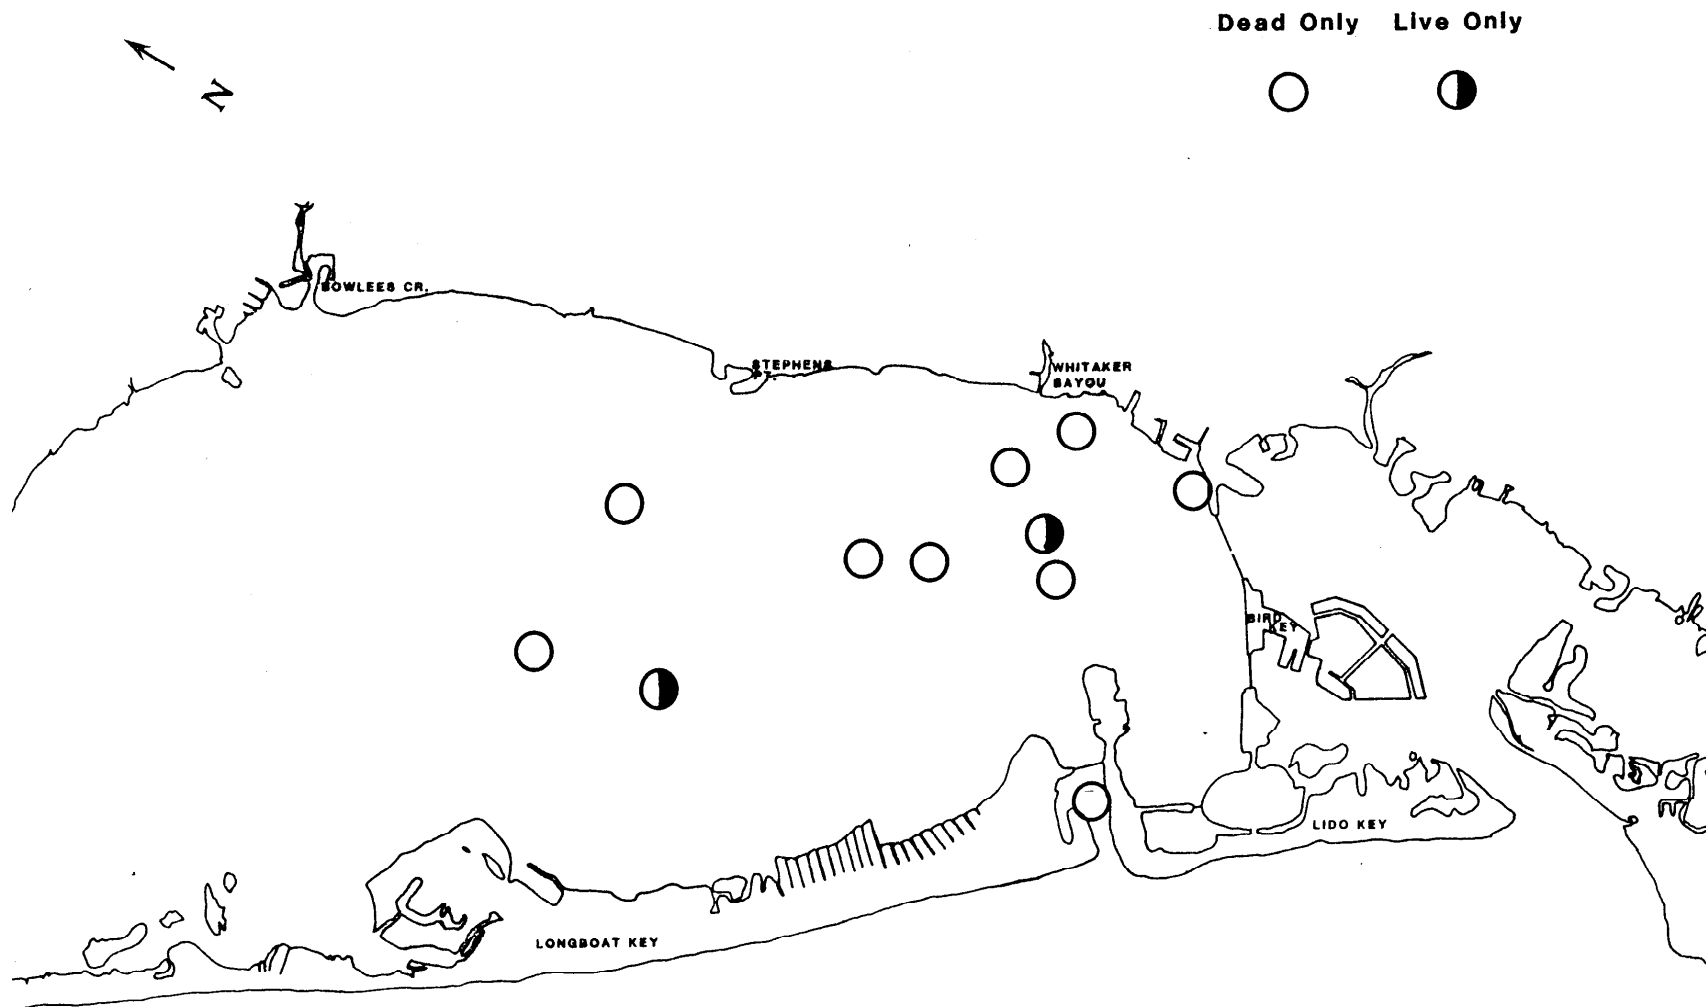 Dead Only Live Only
N
BOWLEES CR.
STEPHENS
PT.
WHITAKER
BAYOU
BIRD
KEY
LIDO KEY
LONGBOAT KEY